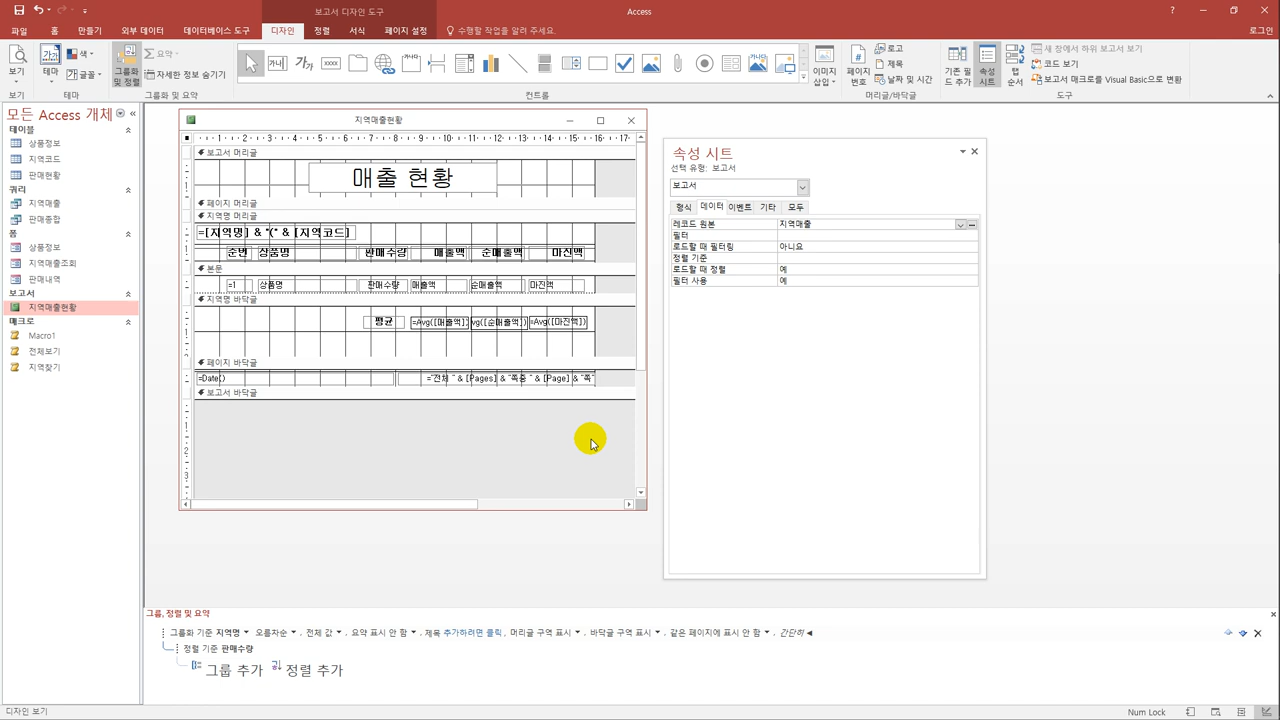 보고서 디자인 도구
Access
로그인
파일 홈 만들기 외부 데이터 데이터베이스 도구 디자인 정렬 서식 페이지 설정 수행할 작업을 알려 주세요.
보기
보기
테마
색
가 글꼴
테마
그룹화 및 정렬
Σ 요약
자세한 정보 숨기기
그룹화 및 요약
컨트롤
이미지 삽입
페이지 번호
로고
제목
날짜 및 시간
머리글/바닥글
기존 필드 추가
속성 시트
탭 순서
새 창에서 하위 보고서 보기
코드 보기
보고서 매크로를 Visual Basic으로 변환
도구
모든 Access 개체
테이블
상품정보
지역코드
판매현황
쿼리
지역매출
판매종합
폼
상품정보
지역매출조회
판매내역
보고서
지역매출현황
매크로
Macro1
전체보기
지역찾기
지역매출현황
보고서 머리글
매출 현황
페이지 머리글
지역명 머리글
=[지역명] & "(" & [지역코드]
순번 상품명 판매수량 매출액 순매출액 마진액
본문
=1 상품명 판매수량 매출액 순매출액 마진액
지역명 바닥글
평균 =Avg([매출액]) vg([순매출액]) =Avg([마진액])
페이지 바닥글
=Date() ="전체 " & [Pages] & "쪽중 " & [Page] & "쪽"
보고서 바닥글
속성 시트
선택 유형: 보고서
보고서
형식 데이터 이벤트 기타 모두
레코드 원본 지역매출
필터
로드할 때 필터링 아니요
정렬 기준
로드할 때 정렬 예
필터 사용 예
그룹, 정렬 및 요약
그룹화 기준 지역명 오름차순, 전체 값, 요약 표시 안 함, 제목 추가하려면 클릭, 머리글 구역 표시, 바닥글 구역 표시, 같은 페이지에 표시 안 함, 간단히
정렬 기준 판매수량
그룹 추가 정렬 추가
디자인 보기
Num Lock